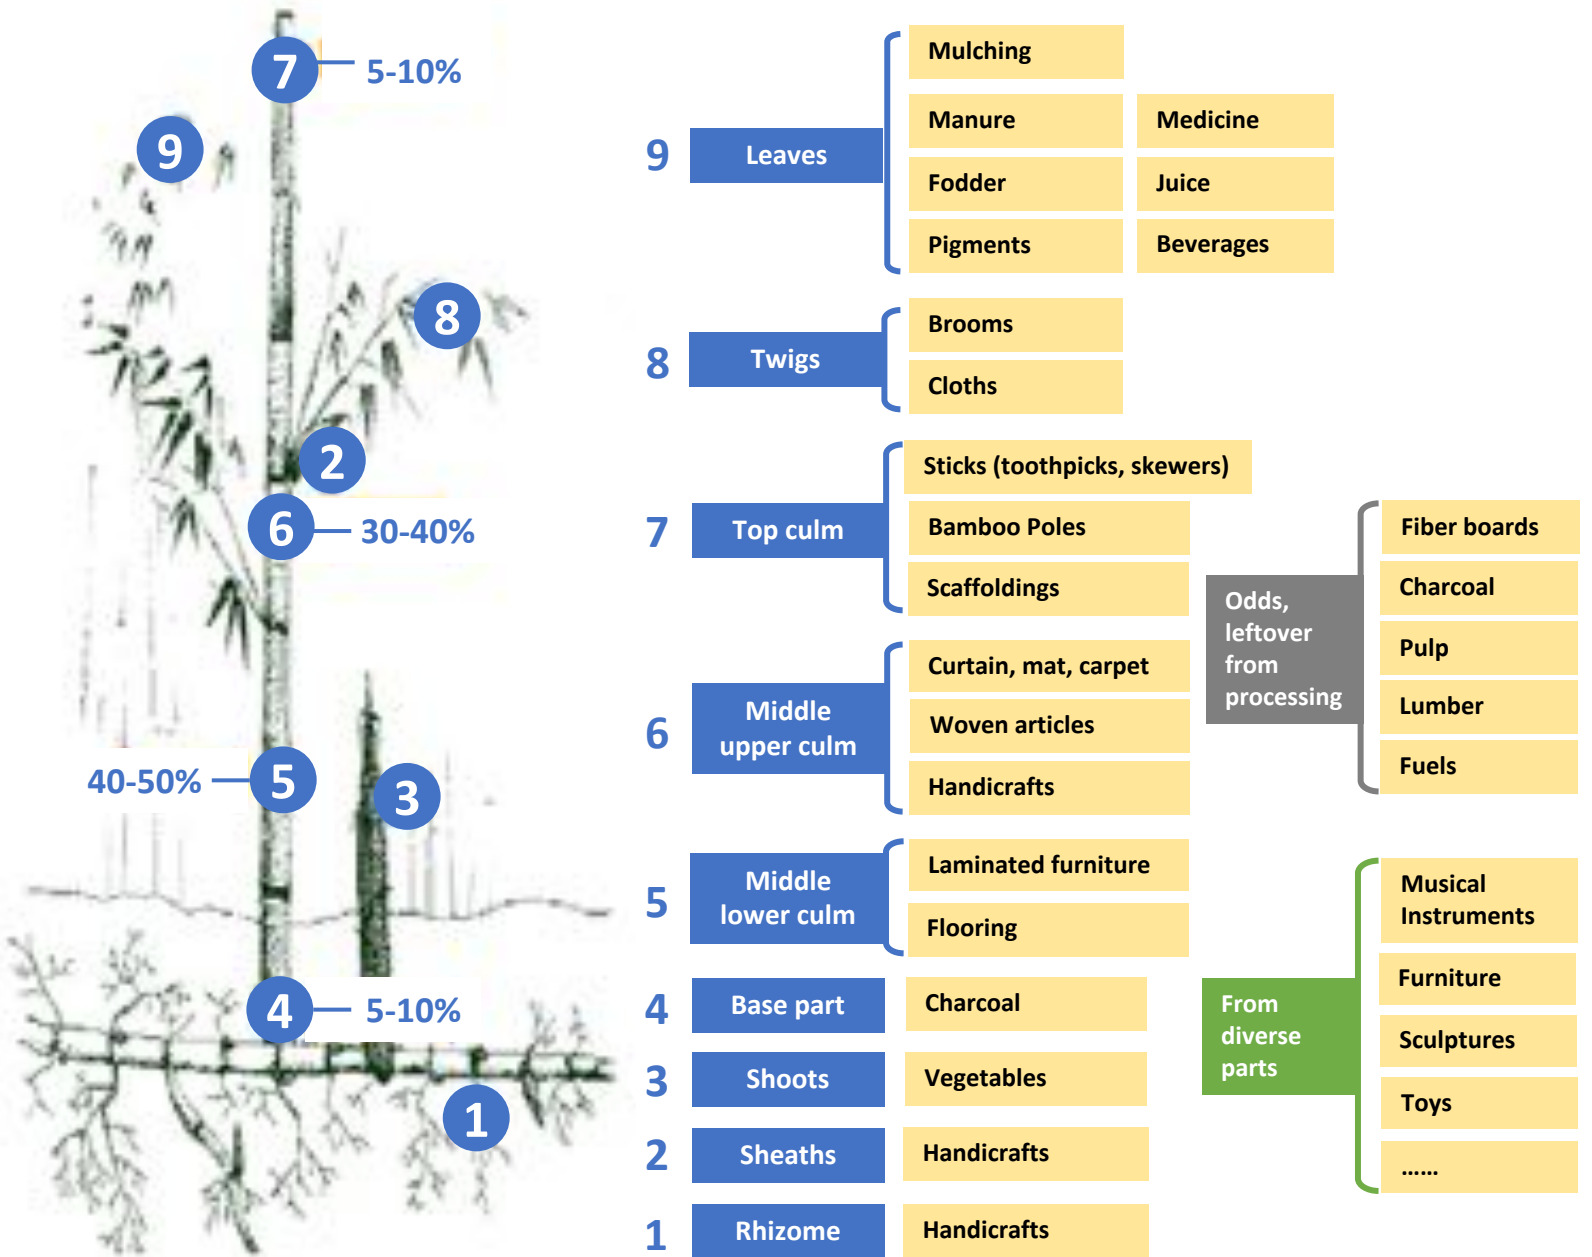 7
5-10%
9
8
2
6
30-40%
40-50%
5
3
4
5-10%
1
9
Leaves
Mulching
Manure
Medicine
Fodder
Juice
Pigments
Beverages
8
Twigs
Brooms
Cloths
7
Top culm
Sticks (toothpicks, skewers)
Bamboo Poles
Scaffoldings
6
Middle
upper culm
Curtain, mat, carpet
Woven articles
Handicrafts
5
Middle
lower culm
Laminated furniture
Flooring
4
Base part
Charcoal
3
Shoots
Vegetables
2
Sheaths
Handicrafts
1
Rhizome
Handicrafts
Odds,
leftover
from
processing
Fiber boards
Charcoal
Pulp
Lumber
Fuels
From
diverse
parts
Musical
Instruments
Furniture
Sculptures
Toys
......